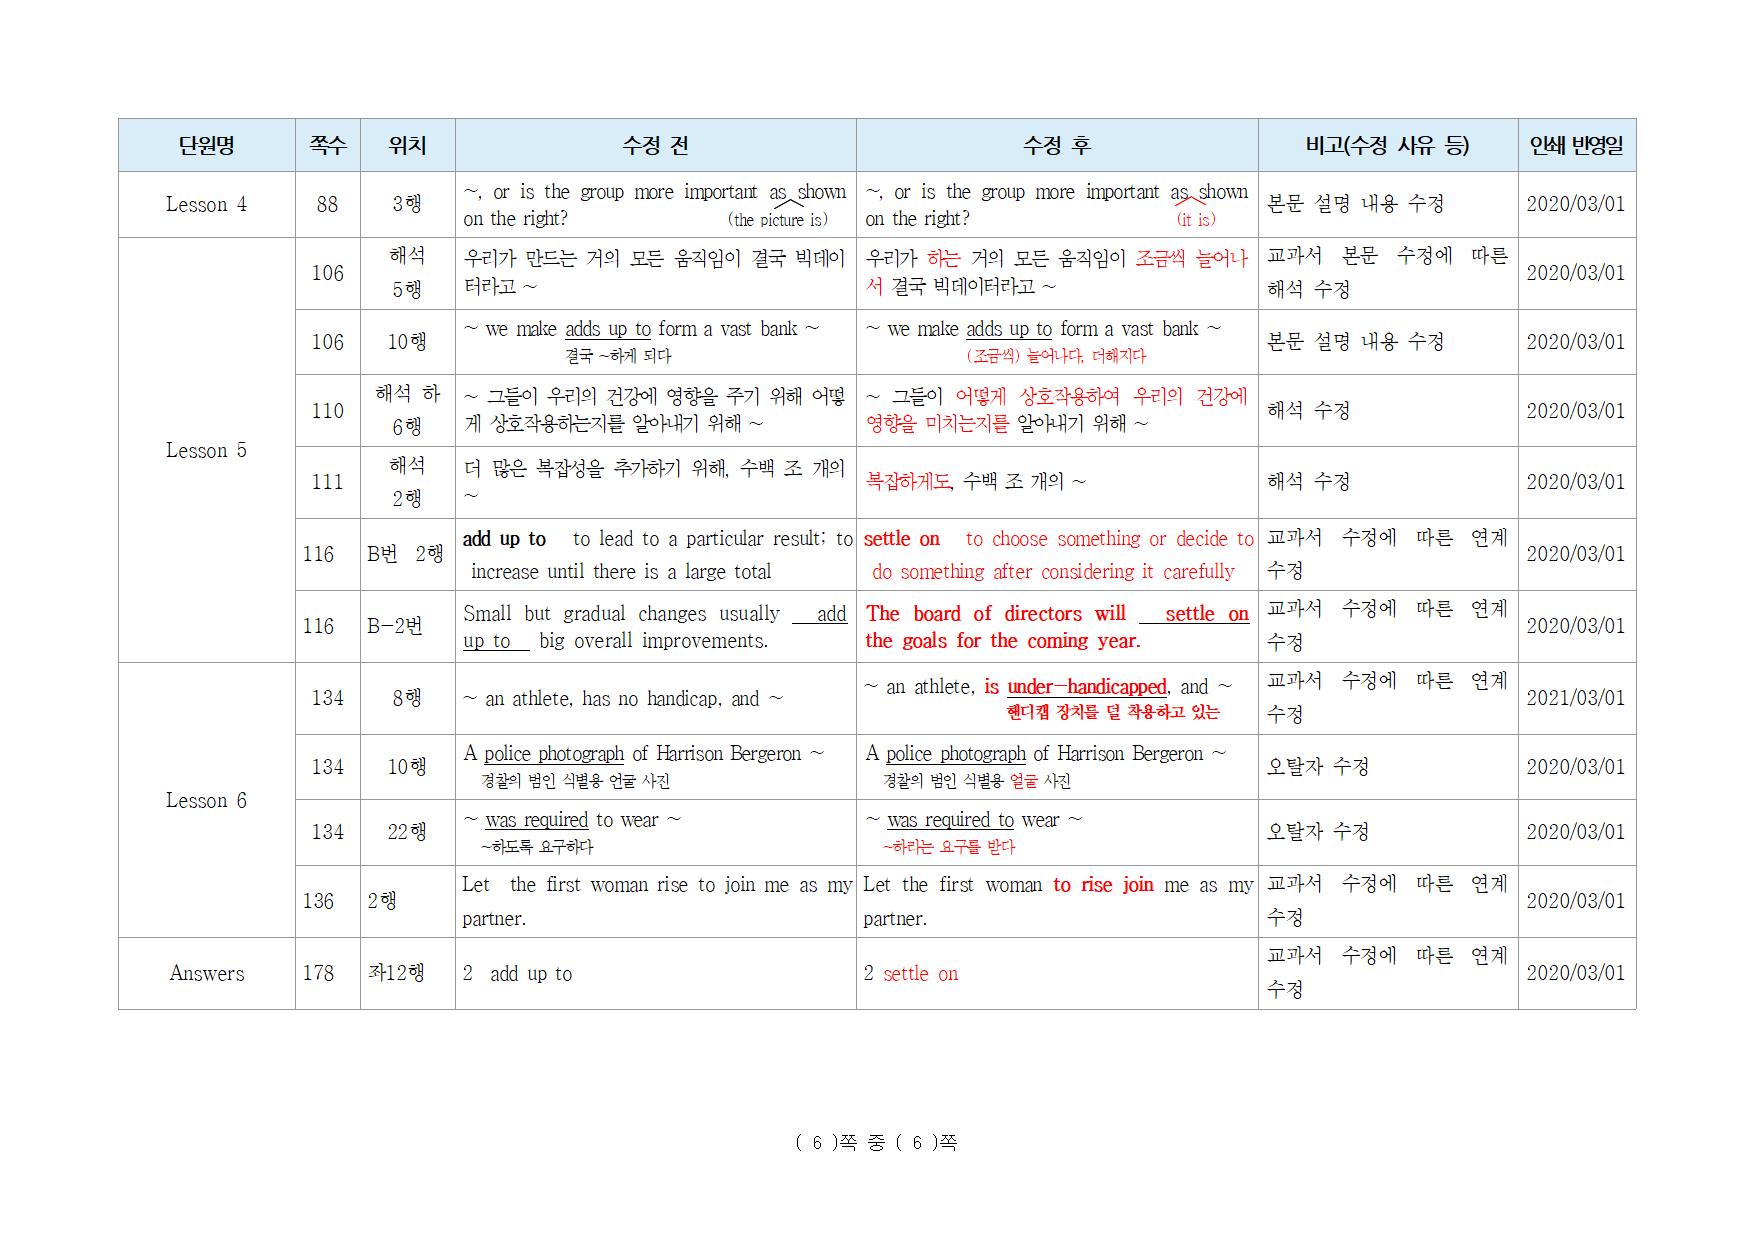 단원명 쪽수 위치 수정 전 수정 후 비고(수정 사유 등) 인쇄 반영일
Lesson 4
88
3행
~, or is the group more important as shown
on the right? (the picture is)
~, or is the group more important as shown
on the right? (it is)
본문 설명 내용 수정
2020/03/01
Lesson 5
106
해석
5행
우리가 만드는 거의 모든 움직임이 결국 빅데이
터라고 ~
우리가 하는 거의 모든 움직임이 조금씩 늘어나
서 결국 빅데이터라고 ~
교과서 본문 수정에 따른
해석 수정
2020/03/01
106
10행
~ we make adds up to form a vast bank ~
결국 ~하게 되다
~ we make adds up to form a vast bank ~
(조금씩) 늘어나다, 더해지다
본문 설명 내용 수정
2020/03/01
110
해석 하
6행
~ 그들이 우리의 건강에 영향을 주기 위해 어떻
게 상호작용하는지를 알아내기 위해 ~
~ 그들이 어떻게 상호작용하여 우리의 건강에
영향을 미치는지를 알아내기 위해 ~
해석 수정
2020/03/01
111
해석
2행
더 많은 복잡성을 추가하기 위해, 수백 조 개의
~
복잡하게도, 수백 조 개의 ~
해석 수정
2020/03/01
116
B번 2행
add up to to lead to a particular result; to
increase until there is a large total
settle on to choose something or decide to
do something after considering it carefully
교과서 수정에 따른 연계
수정
2020/03/01
116
B-2번
Small but gradual changes usually add
up to big overall improvements.
The board of directors will settle on
the goals for the coming year.
교과서 수정에 따른 연계
수정
2020/03/01
Lesson 6
134
8행
~ an athlete, has no handicap, and ~
~ an athlete, is under-handicapped, and ~
핸디캡 장치를 덜 착용하고 있는
교과서 수정에 따른 연계
수정
2021/03/01
134
10행
A police photograph of Harrison Bergeron ~
경찰의 범인 식별용 언굴 사진
A police photograph of Harrison Bergeron ~
경찰의 범인 식별용 얼굴 사진
오탈자 수정
2020/03/01
134
22행
~ was required to wear ~
~하도록 요구하다
~ was required to wear ~
~하라는 요구를 받다
오탈자 수정
2020/03/01
136
2행
Let the first woman rise to join me as my
partner.
Let the first woman to rise join me as my
partner.
교과서 수정에 따른 연계
수정
2020/03/01
Answers
178
좌12행
2 add up to
2 settle on
교과서 수정에 따른 연계
수정
2020/03/01
( 6 )쪽 중 ( 6 )쪽